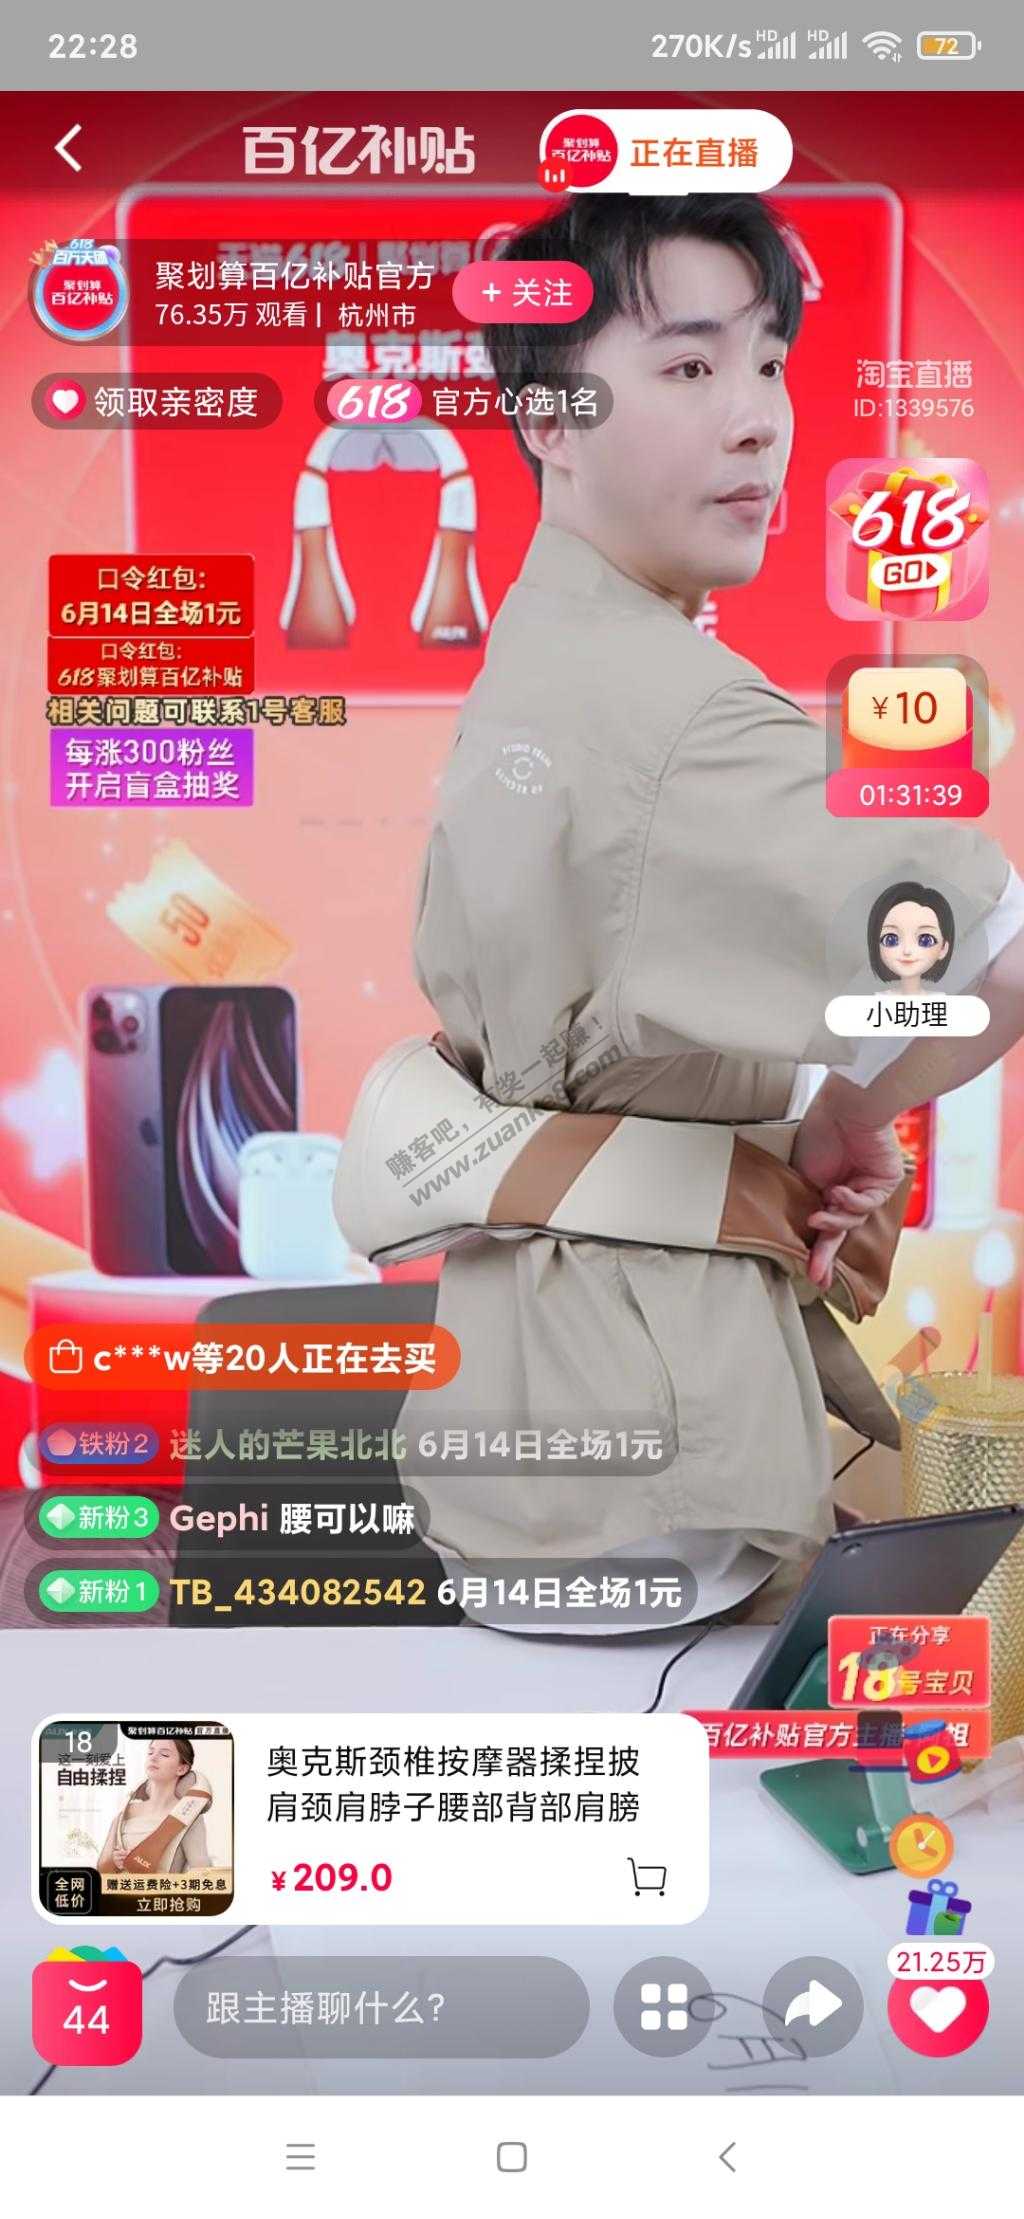 22:28
270K/s HD HD 72
百亿补贴
聚划算
百亿补贴
正在直播
618
百万天团
聚划算
百亿补贴
聚划算百亿补贴官方
76.35万观看 | 杭州市
+ 关注
奥克斯
领取亲密度
618 官方心选1名
淘宝直播
ID:1339576
618
GO
口令红包:
6月14日全场1元
口令红包:
618聚划算百亿补贴
相关问题可联系1号客服
每涨300粉丝
开启盲盒抽奖
¥10
01:31:39
50
小助理
赚客吧，有奖一起赚！
www.zuanke8.com
c***w等20人正在去买
铁粉2 迷人的芒果北北 6月14日全场1元
新粉3 Gephi 腰可以嘛
新粉1 TB_434082542 6月14日全场1元
正在分享
18号宝贝
百亿补贴官方主播
18
聚划算百亿补贴
这一刻爱上
自由揉捏
AUX
全网
低价
赠送运费险+3期免息
立即抢购
奥克斯颈椎按摩器揉捏披
肩颈肩脖子腰部背部肩膀
¥209.0
44
跟主播聊什么?
21.25万